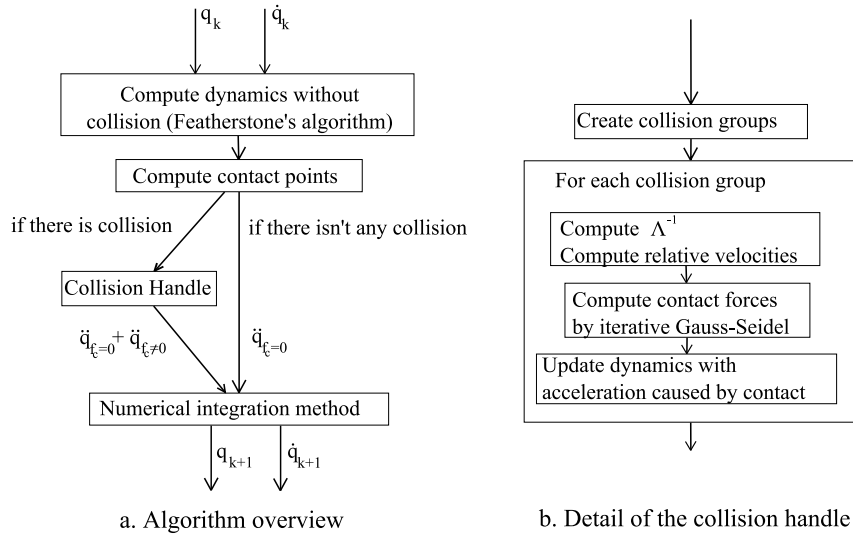 q_k q̇_k
Compute dynamics without
collision (Featherstone's algorithm)
Compute contact points
if there is collision
if there isn't any collision
Collision Handle
q̈_{f_c=0} + q̈_{f_c≠0}
q̈_{f_c=0}
Numerical integration method
q_{k+1} q̇_{k+1}
a. Algorithm overview
Create collision groups
For each collision group
Compute Λ^{-1}
Compute relative velocities
Compute contact forces
by iterative Gauss-Seidel
Update dynamics with
acceleration caused by contact
b. Detail of the collision handle